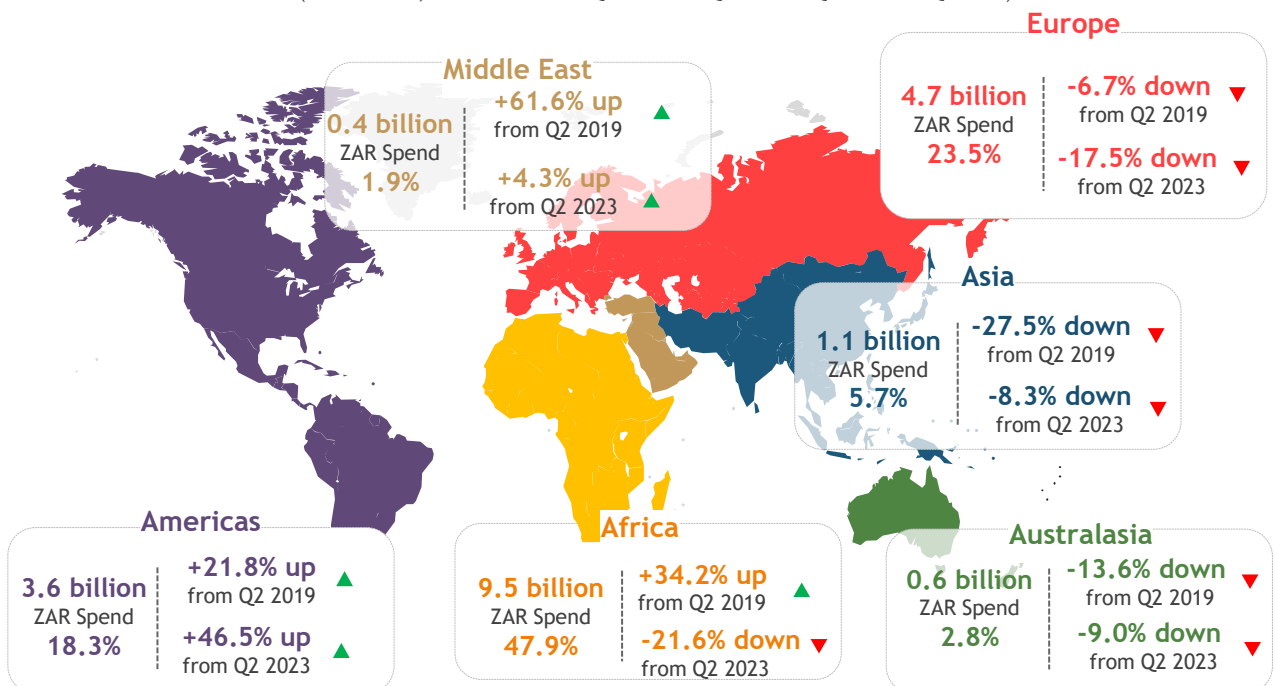 Europe
4.7 billion
ZAR Spend
23.5%
-6.7% down
from Q2 2019
-17.5% down
from Q2 2023
Middle East
0.4 billion
ZAR Spend
1.9%
+61.6% up
from Q2 2019
+4.3% up
from Q2 2023
Asia
1.1 billion
ZAR Spend
5.7%
-27.5% down
from Q2 2019
-8.3% down
from Q2 2023
Americas
3.6 billion
ZAR Spend
18.3%
+21.8% up
from Q2 2019
+46.5% up
from Q2 2023
Africa
9.5 billion
ZAR Spend
47.9%
+34.2% up
from Q2 2019
-21.6% down
from Q2 2023
Australasia
0.6 billion
ZAR Spend
2.8%
-13.6% down
from Q2 2019
-9.0% down
from Q2 2023